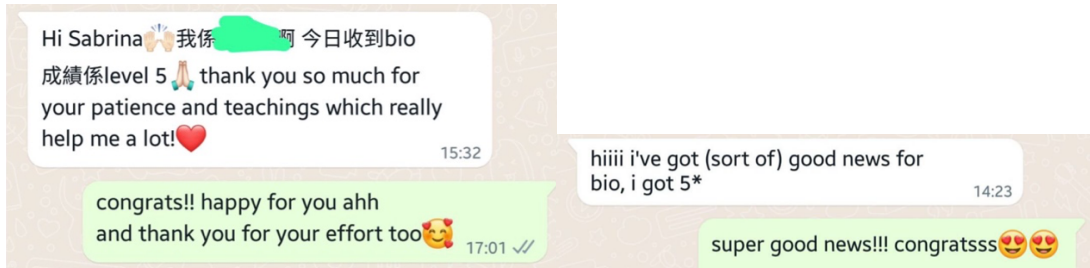 Hi Sabrina🙌🏻我係 啊 今日收到bio
成績係level 5🙏🏻 thank you so much for
your patience and teachings which really
help me a lot!❤️
15:32
congrats!! happy for you ahh
and thank you for your effort too🥰
17:01
hiiii i've got (sort of) good news for
bio, i got 5*
14:23
super good news!!! congratsss😍😍